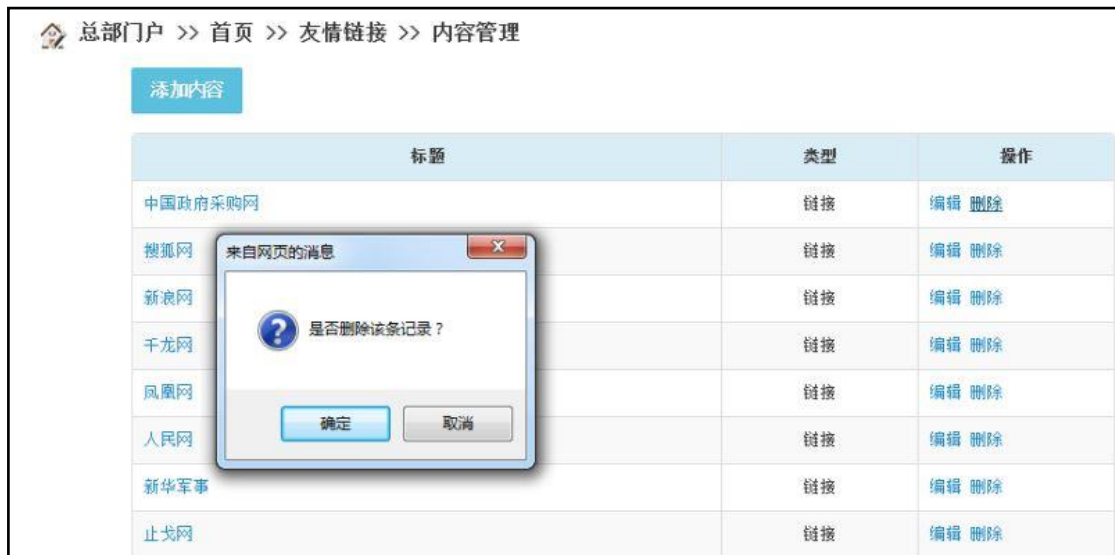 总部门户 >> 首页 >> 友情链接 >> 内容管理
添加内容
标题 类型 操作
中国政府采购网 链接 编辑 删除
搜狐网 链接 编辑 删除
新浪网 链接 编辑 删除
千龙网 链接 编辑 删除
凤凰网 链接 编辑 删除
人民网 链接 编辑 删除
新华军事 链接 编辑 删除
止戈网 链接 编辑 删除
来自网页的消息
是否删除该条记录？
确定 取消